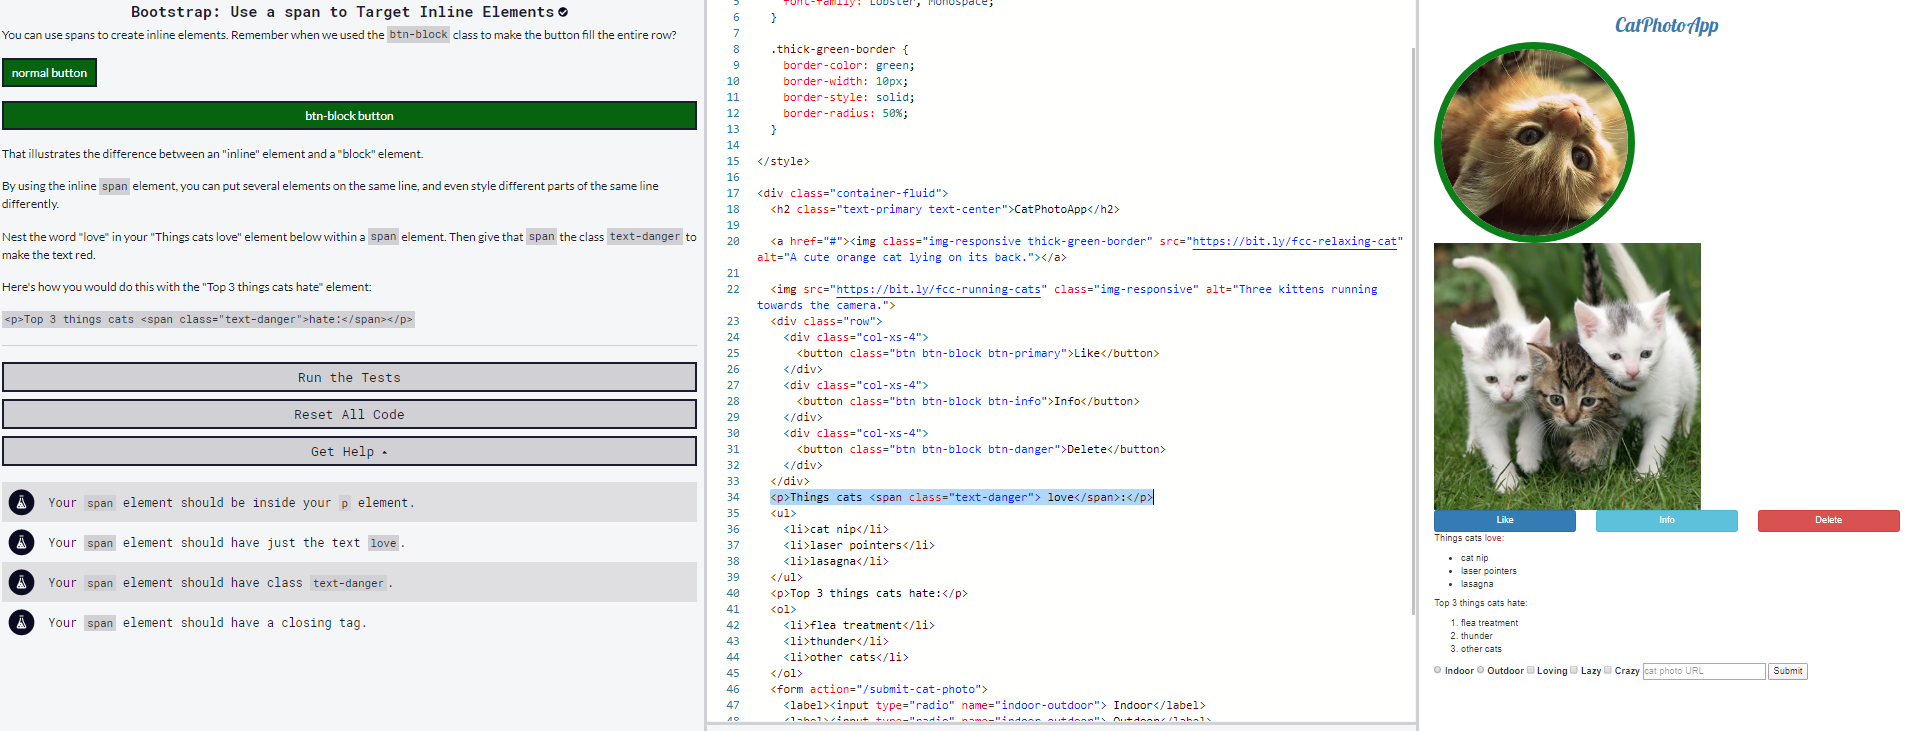 Bootstrap: Use a span to Target Inline Elements
You can use spans to create inline elements. Remember when we used the btn-block class to make the button fill the entire row?
normal button
btn-block button
That illustrates the difference between an "inline" element and a "block" element.
By using the inline span element, you can put several elements on the same line, and even style different parts of the same line
differently.
Nest the word "love" in your "Things cats love" element below within a span element. Then give that span the class text-danger to
make the text red.
Here's how you would do this with the "Top 3 things cats hate" element:
<p>Top 3 things cats <span class="text-danger">hate:</span></p>
Run the Tests
Reset All Code
Get Help
Your span element should be inside your p element.
Your span element should have just the text love.
Your span element should have class text-danger.
Your span element should have a closing tag.
5 font-family: Lobster, Monospace;
6 }
7
8 .thick-green-border {
9 border-color: green;
10 border-width: 10px;
11 border-style: solid;
12 border-radius: 50%;
13 }
14
15 </style>
16
17 <div class="container-fluid">
18 <h2 class="text-primary text-center">CatPhotoApp</h2>
19
20 <a href="#"><img class="img-responsive thick-green-border" src="https://bit.ly/fcc-relaxing-cat"
alt="A cute orange cat lying on its back."></a>
21
22 <img src="https://bit.ly/fcc-running-cats" class="img-responsive" alt="Three kittens running
towards the camera.">
23 <div class="row">
24 <div class="col-xs-4">
25 <button class="btn btn-block btn-primary">Like</button>
26 </div>
27 <div class="col-xs-4">
28 <button class="btn btn-block btn-info">Info</button>
29 </div>
30 <div class="col-xs-4">
31 <button class="btn btn-block btn-danger">Delete</button>
32 </div>
33 </div>
34 <p>Things cats <span class="text-danger"> love</span>:</p>
35 <ul>
36 <li>cat nip</li>
37 <li>laser pointers</li>
38 <li>lasagna</li>
39 </ul>
40 <p>Top 3 things cats hate:</p>
41 <ol>
42 <li>flea treatment</li>
43 <li>thunder</li>
44 <li>other cats</li>
45 </ol>
46 <form action="/submit-cat-photo">
47 <label><input type="radio" name="indoor-outdoor"> Indoor</label>
48 <label><input type="radio" name="indoor-outdoor"> Outdoor</label>
CatPhotoApp
Like Info Delete
Things cats love:
cat nip
laser pointers
lasagna
Top 3 things cats hate:
1. flea treatment
2. thunder
3. other cats
Indoor Outdoor Loving Lazy Crazy cat photo URL Submit